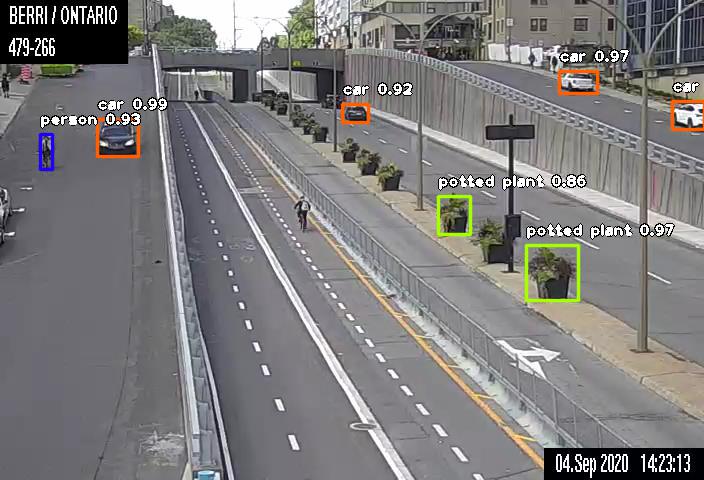 BERRI / ONTARIO
479-266
car 0.97
car
car 0.92
car 0.99
person 0.93
potted plant 0.86
potted plant 0.97
04.Sep 2020 14:23:13